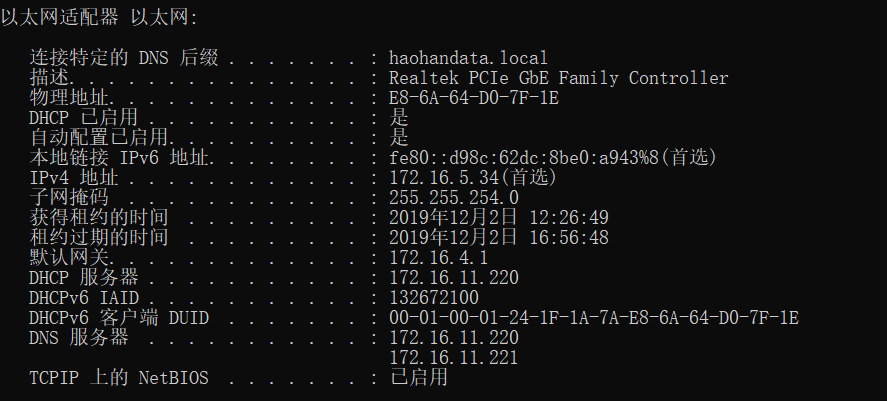 以太网适配器 以太网:
连接特定的 DNS 后缀 . . . . . . . : haohandata.local
描述. . . . . . . . . . . . . . . : Realtek PCIe GbE Family Controller
物理地址. . . . . . . . . . . . . : E8-6A-64-D0-7F-1E
DHCP 已启用 . . . . . . . . . . . : 是
自动配置已启用. . . . . . . . . . : 是
本地链接 IPv6 地址. . . . . . . . : fe80::d98c:62dc:8be0:a943%8(首选)
IPv4 地址 . . . . . . . . . . . . : 172.16.5.34(首选)
子网掩码  . . . . . . . . . . . . : 255.255.254.0
获得租约的时间  . . . . . . . . . : 2019年12月2日 12:26:49
租约过期的时间  . . . . . . . . . : 2019年12月2日 16:56:48
默认网关. . . . . . . . . . . . . : 172.16.4.1
DHCP 服务器 . . . . . . . . . . . : 172.16.11.220
DHCPv6 IAID . . . . . . . . . . . : 132672100
DHCPv6 客户端 DUID  . . . . . . . : 00-01-00-01-24-1F-1A-7A-E8-6A-64-D0-7F-1E
DNS 服务器  . . . . . . . . . . . : 172.16.11.220
172.16.11.221
TCPIP 上的 NetBIOS  . . . . . . . : 已启用